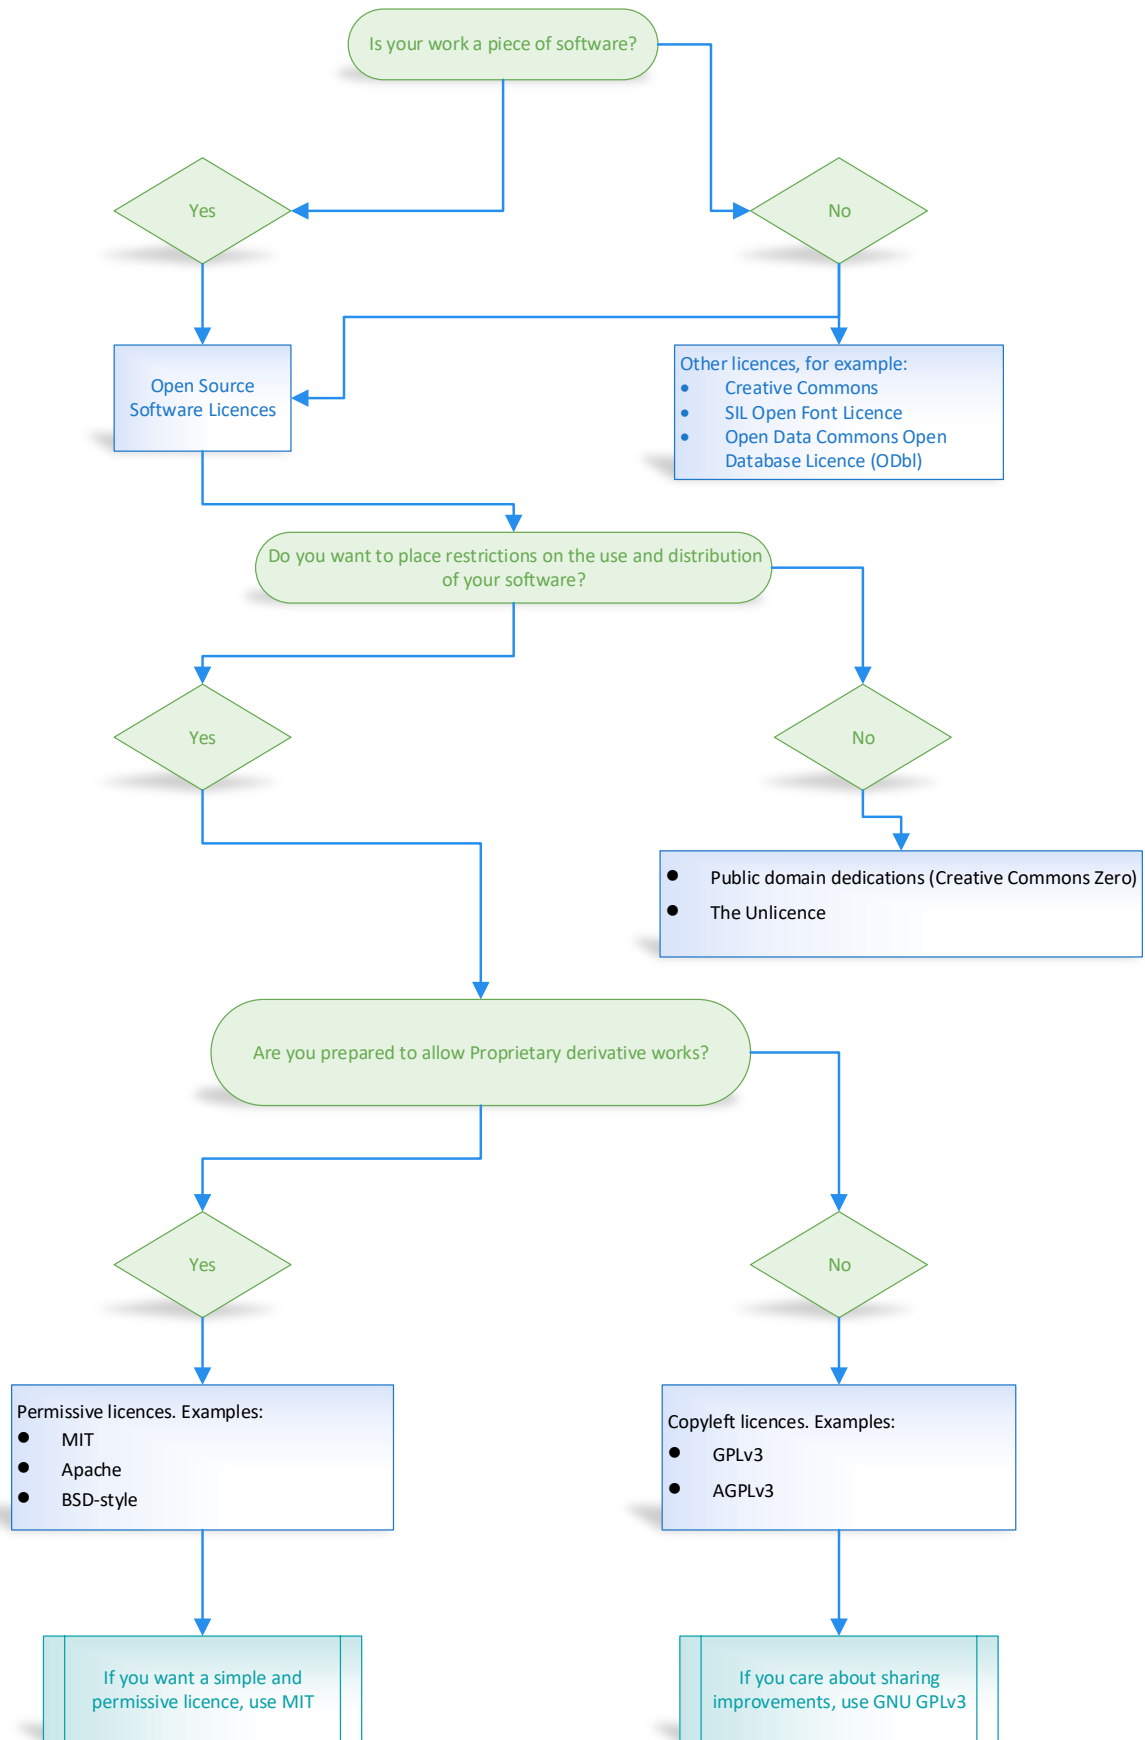 Is your work a piece of software?
Yes
No
Open Source
Software Licences
Other licences, for example:
● Creative Commons
● SIL Open Font Licence
● Open Data Commons Open
Database Licence (ODbl)
Do you want to place restrictions on the use and distribution
of your software?
Yes
No
● Public domain dedications (Creative Commons Zero)
● The Unlicence
Are you prepared to allow Proprietary derivative works?
Yes
No
Permissive licences. Examples:
● MIT
● Apache
● BSD-style
Copyleft licences. Examples:
● GPLv3
● AGPLv3
If you want a simple and
permissive licence, use MIT
If you care about sharing
improvements, use GNU GPLv3